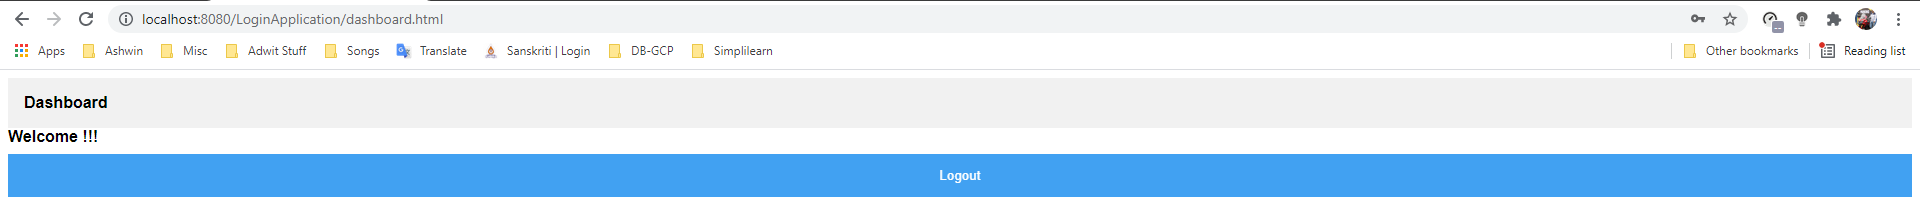 localhost:8080/LoginApplication/dashboard.html
Apps Ashwin Misc Adwit Stuff Songs Translate Sanskriti | Login DB-GCP Simplilearn Other bookmarks Reading list
Dashboard
Welcome !!!
Logout